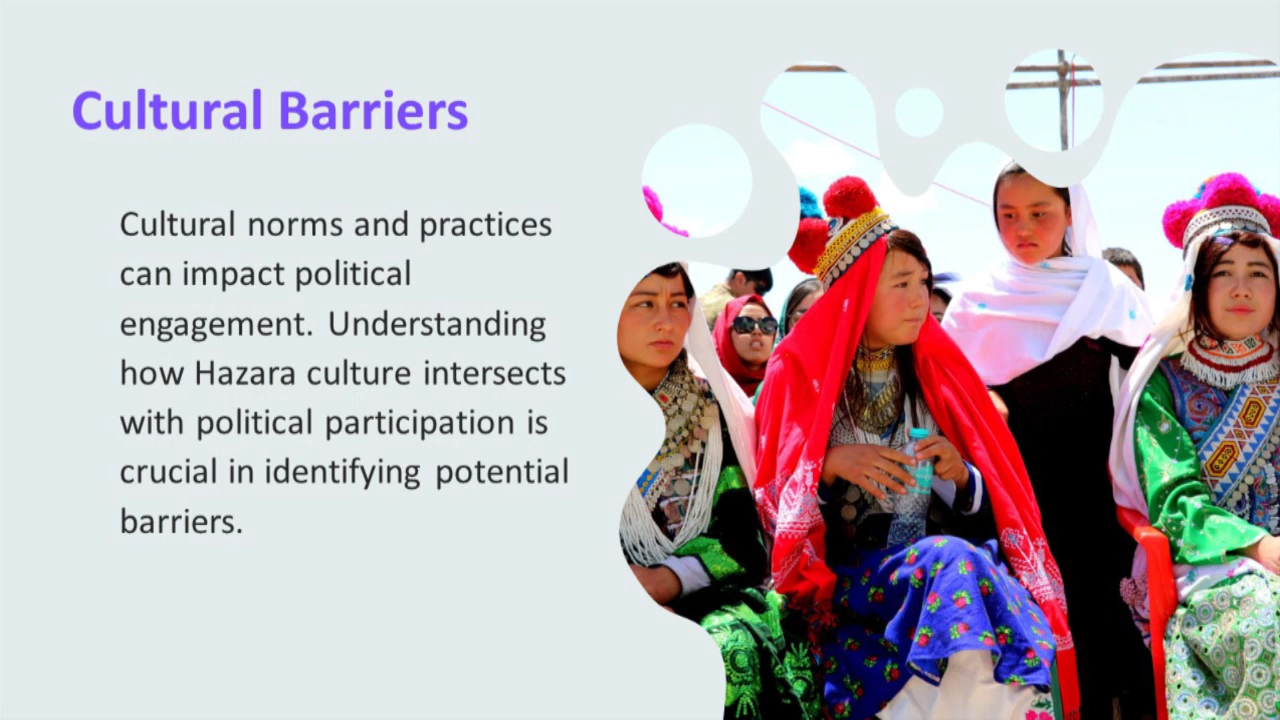 Cultural Barriers
Cultural norms and practices
can impact political
engagement. Understanding
how Hazara culture intersects
with political participation is
crucial in identifying potential
barriers.